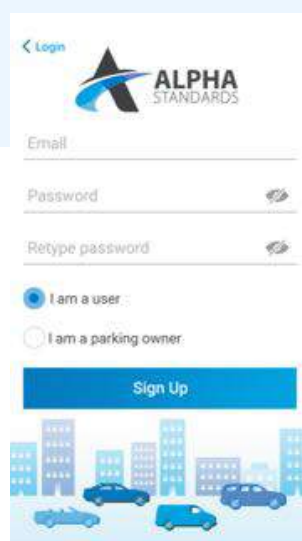 Login
ALPHA
STANDARDS
Email
Password
Retype password
I am a user
I am a parking owner
Sign Up